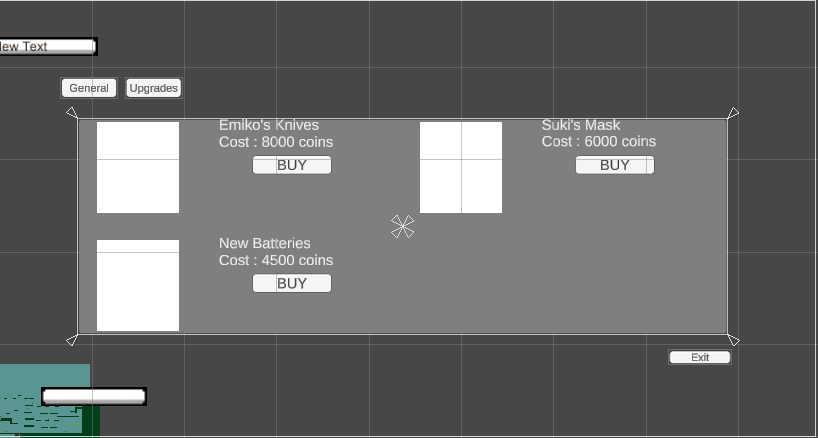 ew Text
General
Upgrades
Emiko's Knives
Cost : 8000 coins
BUY
Suki's Mask
Cost : 6000 coins
BUY
New Batteries
Cost : 4500 coins
BUY
Exit